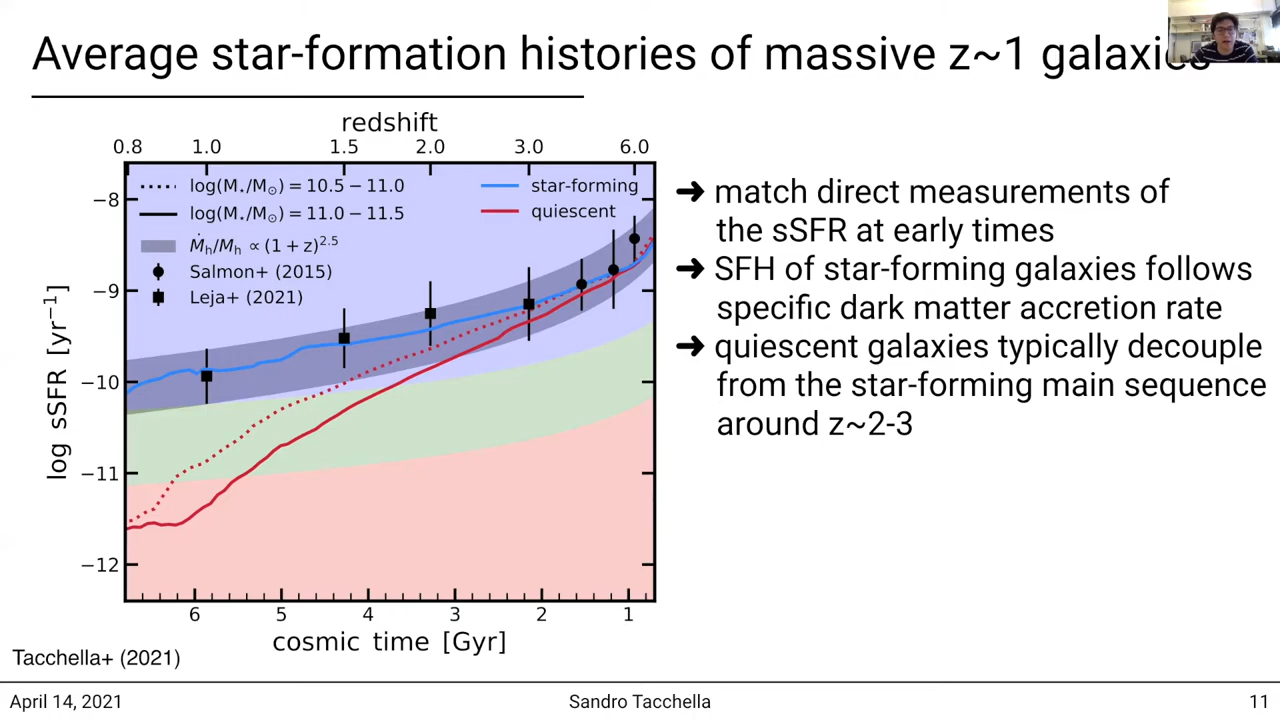 Average star-formation histories of massive z~1 galaxies
redshift
0.8 1.0 1.5 2.0 3.0 6.0
log(M⋆/M⊙) = 10.5 − 11.0
log(M⋆/M⊙) = 11.0 − 11.5
Ṁh/Mh ∝ (1 + z)^2.5
Salmon+ (2015)
Leja+ (2021)
star-forming
quiescent
log sSFR [yr⁻¹]
−8
−9
−10
−11
−12
6 5 4 3 2 1
cosmic time [Gyr]
➜ match direct measurements of
the sSFR at early times
➜ SFH of star-forming galaxies follows
specific dark matter accretion rate
➜ quiescent galaxies typically decouple
from the star-forming main sequence
around z~2-3
Tacchella+ (2021)
April 14, 2021
Sandro Tacchella
11